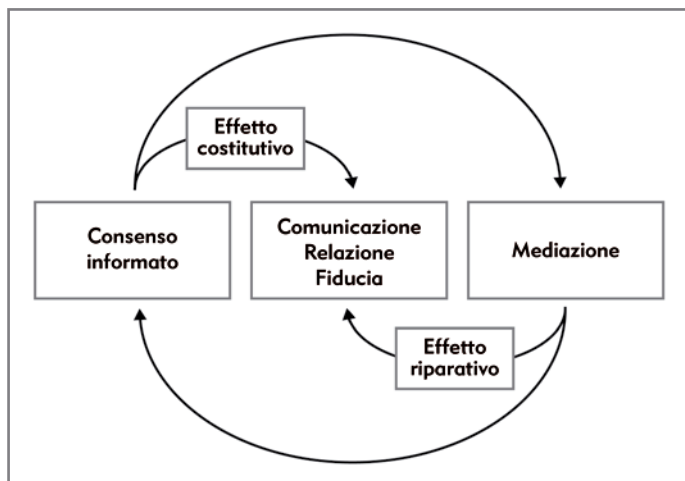 Effetto
costitutivo
Consenso
informato
Comunicazione
Relazione
Fiducia
Mediazione
Effetto
riparativo